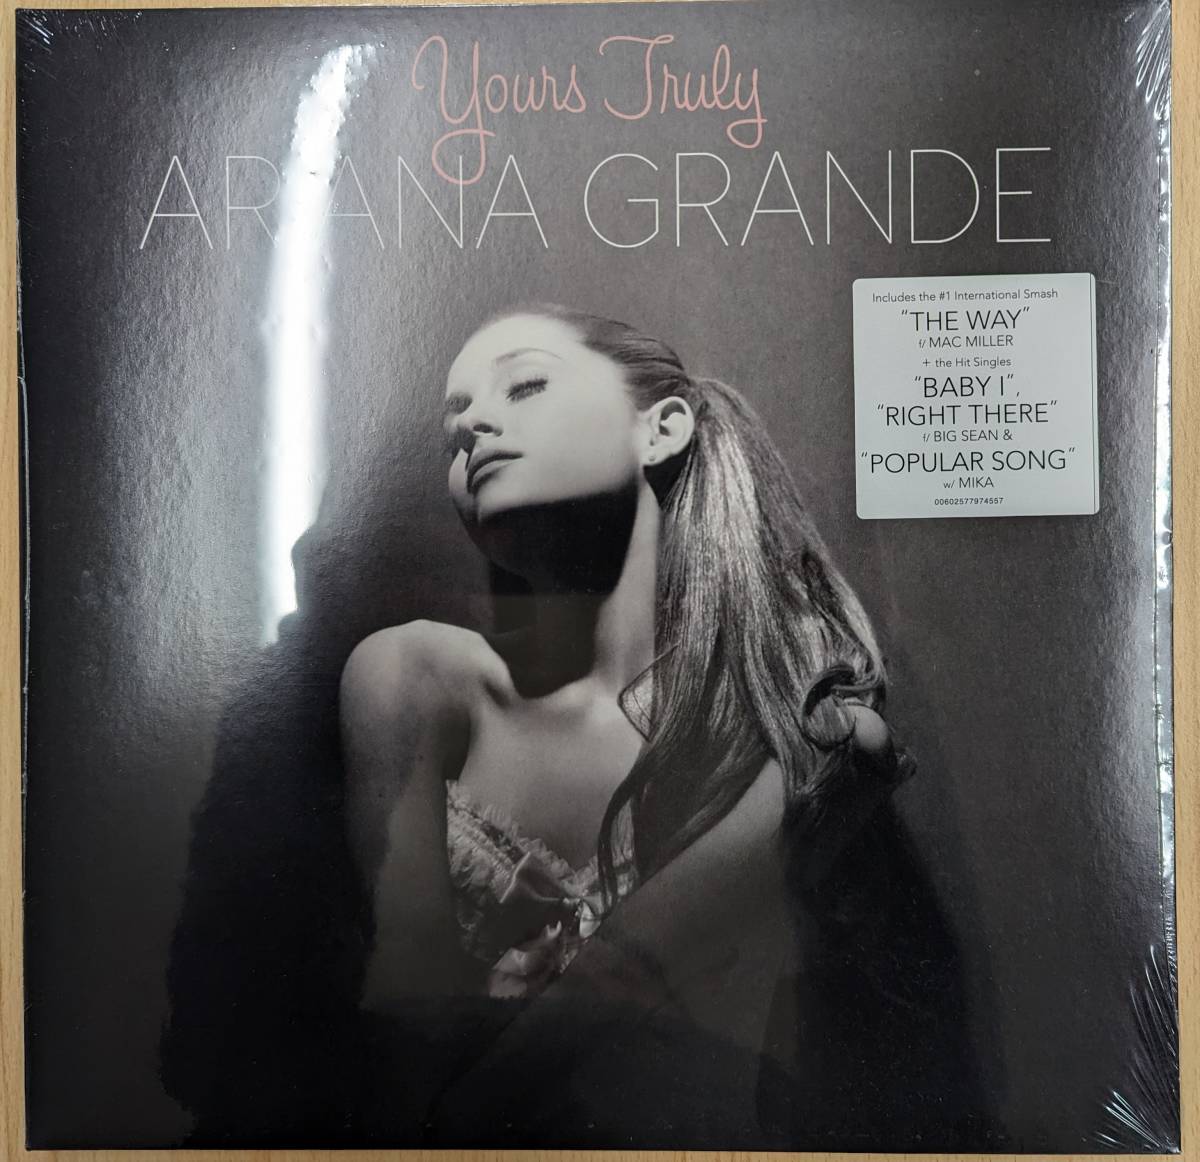 Yours Truly
ARIANA GRANDE
Includes the #1 International Smash
"THE WAY"
f/ MAC MILLER
+ the Hit Singles
"BABY I",
"RIGHT THERE"
f/ BIG SEAN &
"POPULAR SONG"
w/ MIKA
00602577974557